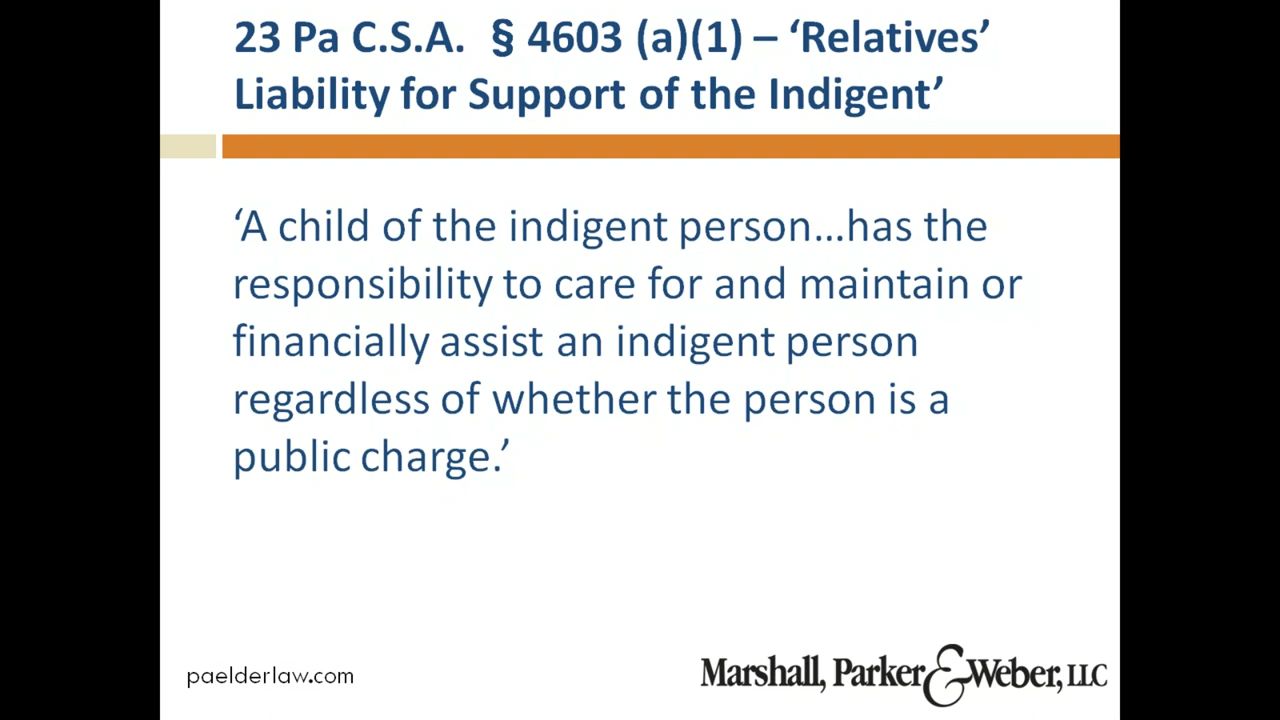 23 Pa C.S.A. § 4603 (a)(1) – ‘Relatives’
Liability for Support of the Indigent’
‘A child of the indigent person…has the
responsibility to care for and maintain or
financially assist an indigent person
regardless of whether the person is a
public charge.’
paelderlaw.com
Marshall, Parker & Weber, LLC